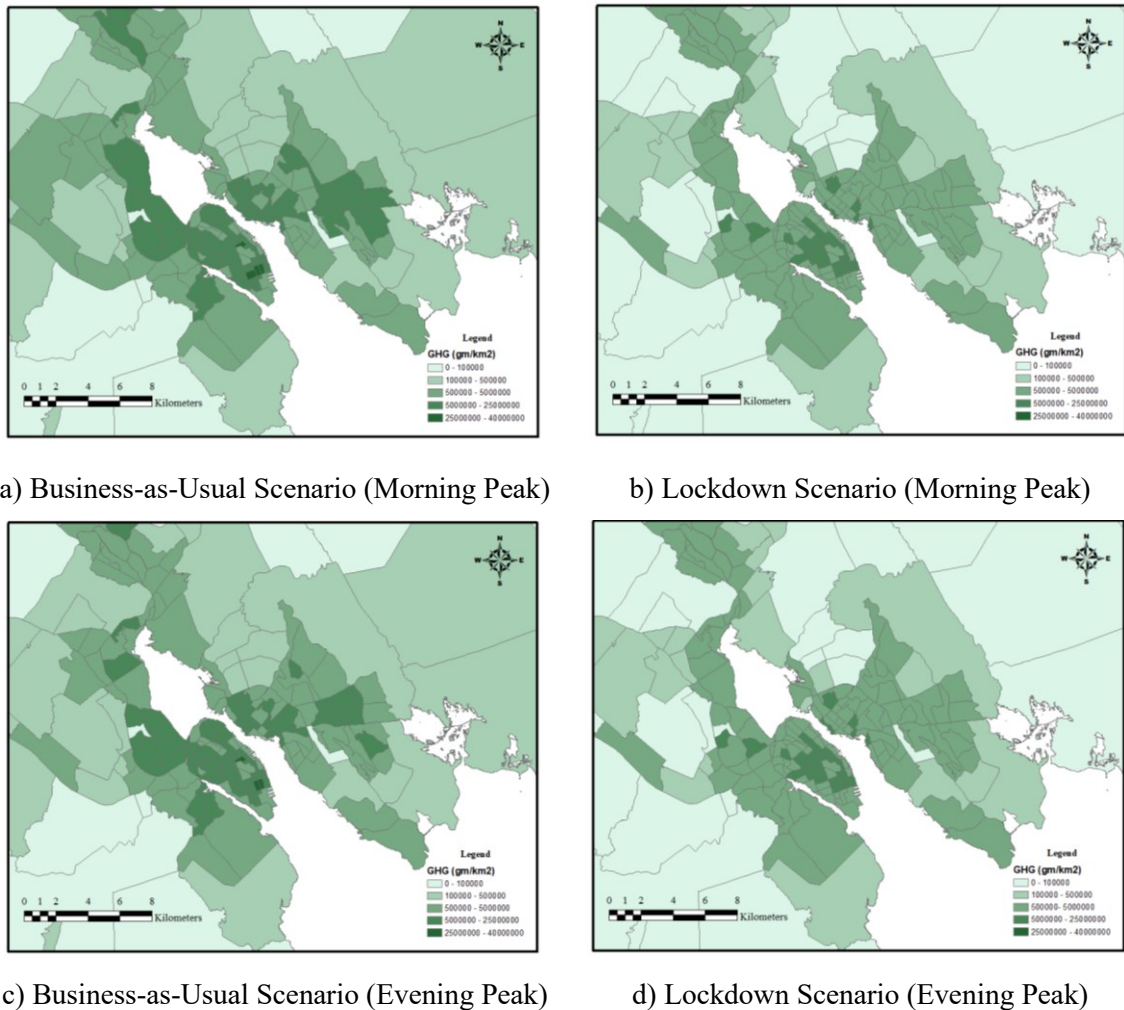 N
W E
S
Legend
GHG (gm/km2)
0 - 100000
100000 - 500000
500000 - 5000000
5000000 - 25000000
25000000 - 40000000
0 1 2 4 6 8
Kilometers
N
W E
S
Legend
GHG (gm/km2)
0 - 100000
100000 - 500000
500000 - 5000000
5000000 - 25000000
25000000 - 40000000
0 1 2 4 6 8
Kilometers
a) Business-as-Usual Scenario (Morning Peak)
b) Lockdown Scenario (Morning Peak)
N
W E
S
Legend
GHG (gm/km2)
0 - 100000
100000 - 500000
500000- 5000000
5000000 - 25000000
25000000 - 40000000
0 1 2 4 6 8
Kilometers
N
W E
S
Legend
GHG (gm/km2)
0 - 100000
100000 - 500000
500000- 5000000
5000000 - 25000000
25000000 - 40000000
0 1 2 4 6 8
Kilometers
c) Business-as-Usual Scenario (Evening Peak)
d) Lockdown Scenario (Evening Peak)